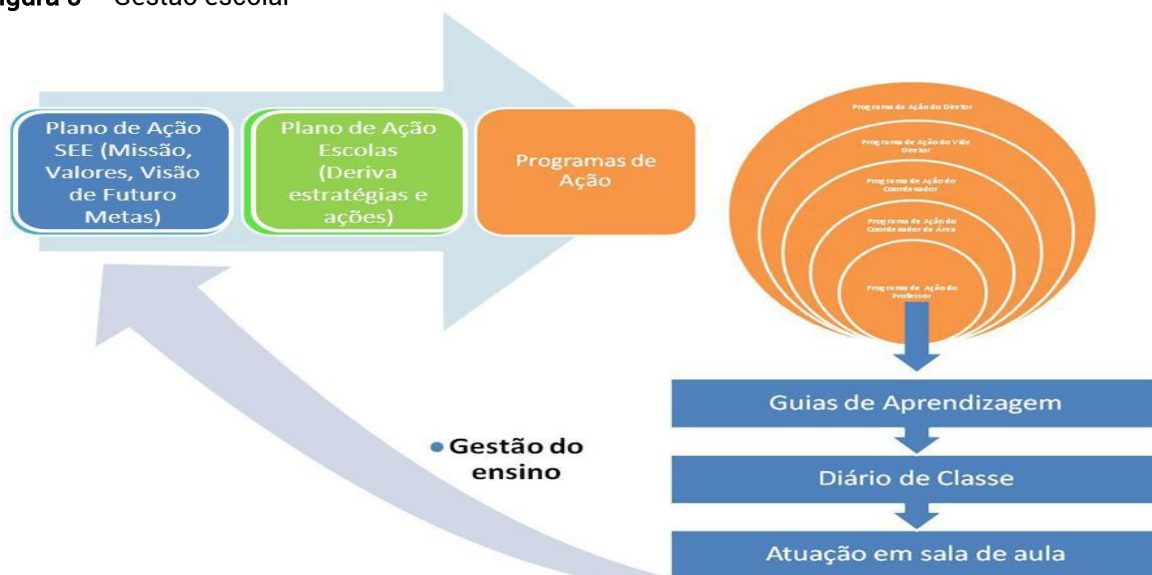 Gestão escolar
Plano de Ação
SEE (Missão,
Valores, Visão
de Futuro
Metas)
Plano de Ação
Escolas
(Deriva
estratégias e
ações)
Programas de
Ação
Programa de Ação do Diretor
Programa de Ação do Vice
Diretor
Programa de Ação do
Coordenador
Programa de Ação do
Coordenador de Área
Programa de Ação do
Professor
Guias de Aprendizagem
Diário de Classe
Atuação em sala de aula
• Gestão do
ensino